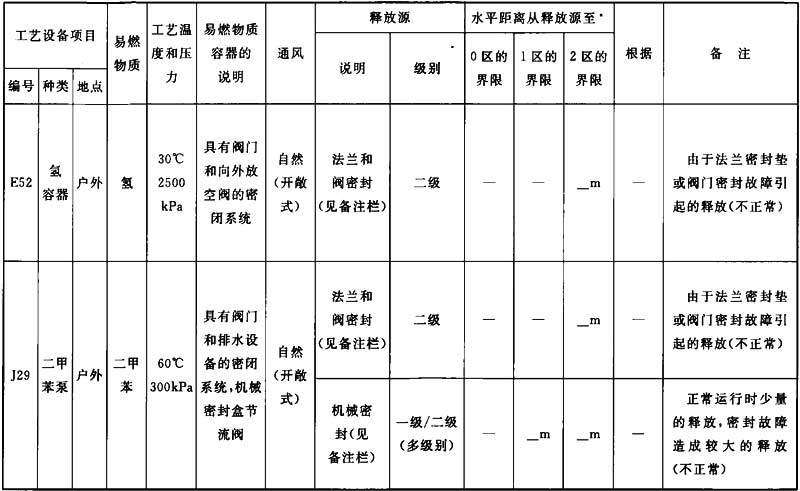 工艺设备项目
易燃
物质
工艺温
度和压
力
易燃物质
容器的
说明
通风
释放源
水平距离从释放源至*
根据
备 注
编号
种类
地点
说明
级别
0区的
界限
1区的
界限
2区的
界限
E52
氢
容器
户外
氢
30℃
2500
kPa
具有阀门
和向外放
空阀的密
闭系统
自然
(开敞
式)
法兰和
阀密封
(见备注栏)
二级
—
—
_m
—
由于法兰密封垫
或阀门密封故障引
起的释放(不正常)
J29
二甲
苯泵
户外
二甲
苯
60℃
300kPa
具有阀门
和排水设
备的密闭
系统,机械
密封盒节
流阀
自然
(开敞
式)
法兰和
阀密封
(见备注栏)
二级
—
—
_m
—
由于法兰密封垫
或阀门密封故障引
起的释放(不正常)
机械密
封(见
备注栏)
一级/二级
(多级别)
—
_m
_m
—
正常运行时少量
的释放,密封故障
造成较大的释放
(不正常)